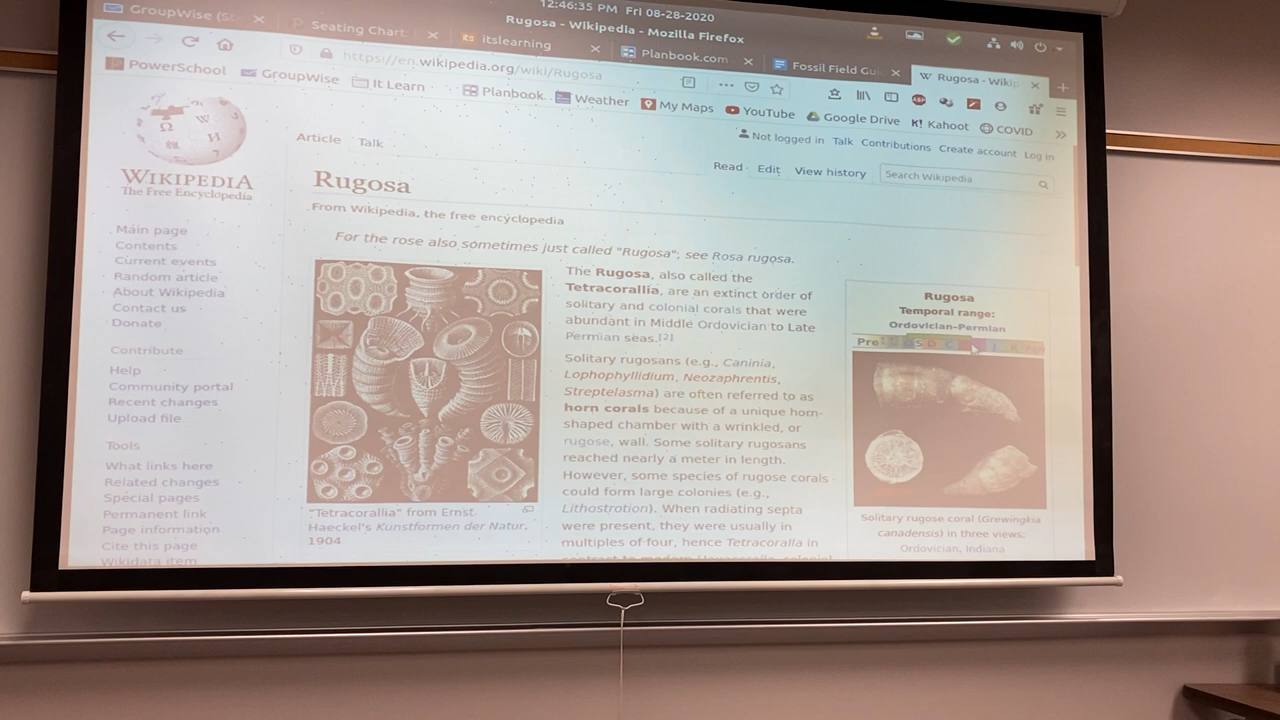 12:46:35 PM Fri 08-28-2020
Rugosa - Wikipedia - Mozilla Firefox
GroupWise (St
Seating Chart:
itslearning
Planbook.com
Fossil Field Gui
Rugosa - Wikip
https://en.wikipedia.org/wiki/Rugosa
PowerSchool
GroupWise
It Learn
Planbook
Weather
My Maps
YouTube
Google Drive
K! Kahoot
COVID
Not logged in Talk Contributions Create account Log in
Article Talk
Read Edit View history
Search Wikipedia
WIKIPEDIA
The Free Encyclopedia
Main page
Contents
Current events
Random article
About Wikipedia
Contact us
Donate
Contribute
Help
Community portal
Recent changes
Upload file
Tools
What links here
Related changes
Special pages
Permanent link
Page information
Cite this page
Wikidata item
Rugosa
From Wikipedia, the free encyclopedia
For the rose also sometimes just called "Rugosa", see Rosa rugosa.
"Tetracorallia" from Ernst
Haeckel's Kunstformen der Natur,
1904
The Rugosa, also called the
Tetracorallia, are an extinct order of
solitary and colonial corals that were
abundant in Middle Ordovician to Late
Permian seas.[2]
Solitary rugosans (e.g., Caninia,
Lophophyllidium, Neozaphrentis,
Streptelasma) are often referred to as
horn corals because of a unique horn-
shaped chamber with a wrinkled, or
rugose, wall. Some solitary rugosans
reached nearly a meter in length.
However, some species of rugose corals
could form large colonies (e.g.,
Lithostrotion). When radiating septa
were present, they were usually in
multiples of four, hence Tetracoralla in
contrast to modern Hexacoralla colonial
Rugosa
Temporal range:
Ordovician-Permian
Pre
Solitary rugose coral (Grewingkia
canadensis) in three views;
Ordovician, Indiana